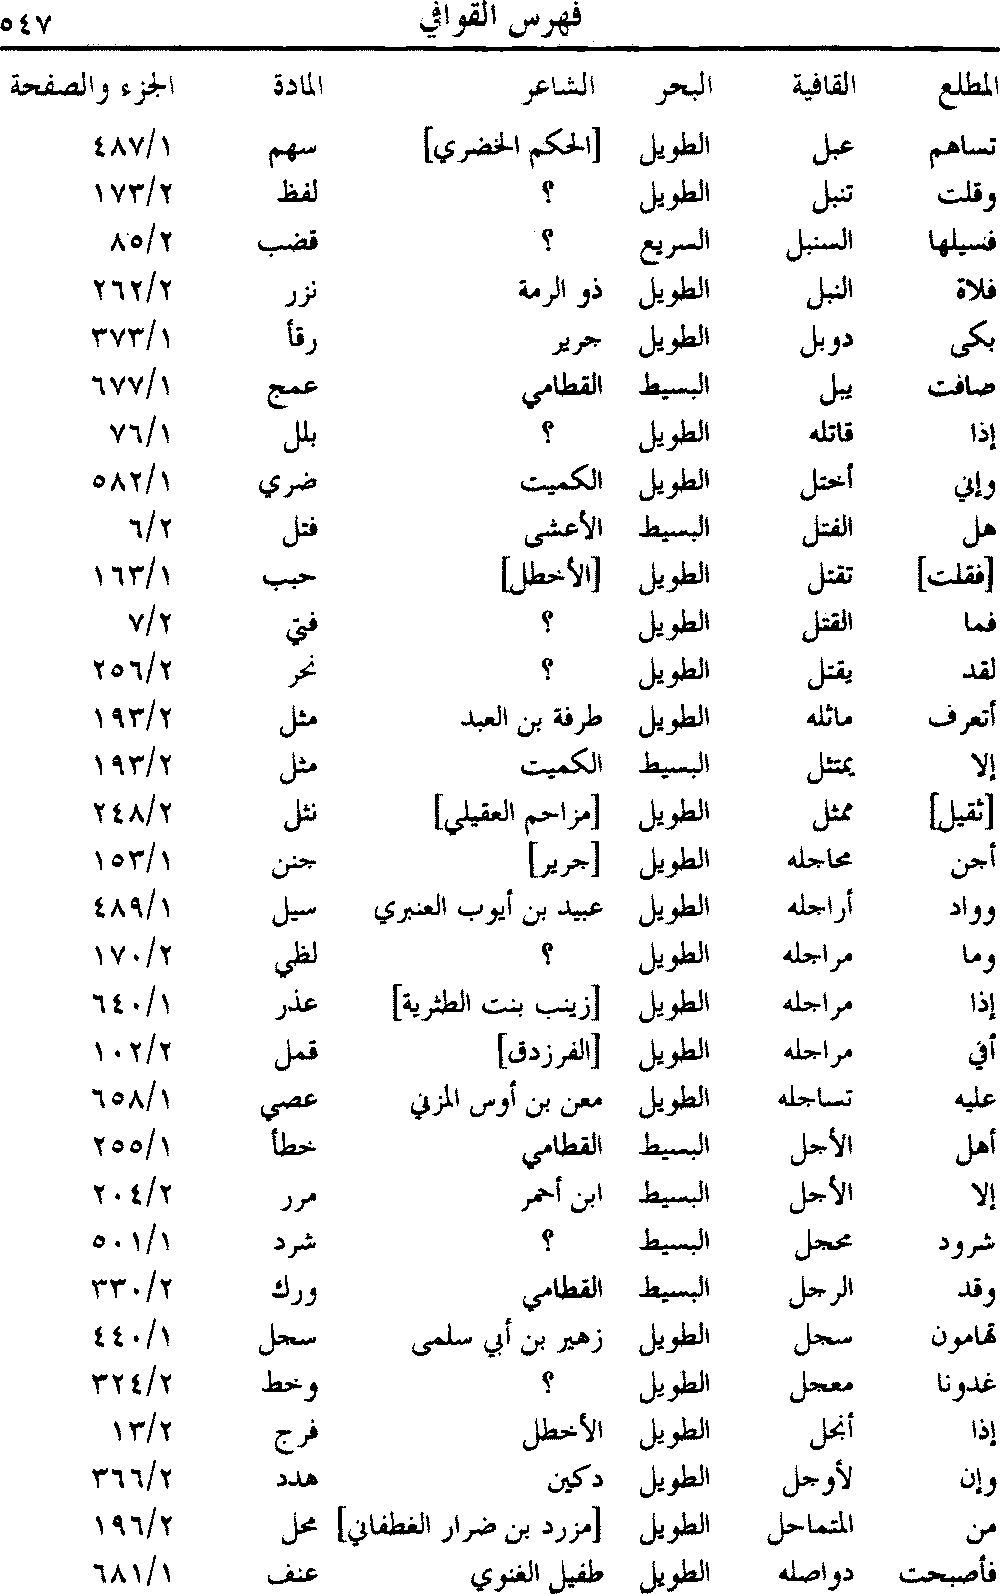 فهرس القوافي ٥٤٧
المطلع القافية البحر الشاعر المادة الجزء والصفحة
تساهم عبل الطويل [الحكم الخضري] سهم ٤٨٧/١
وقلت تنبل الطويل ؟ لفظ ١٧٣/٢
فسيلها السنبل السريع ؟ قضب ٨٥/٢
فلاة النبل الطويل ذو الرمة نزر ٢٦٢/٢
بكى دوبل الطويل جرير رقأ ٣٧٣/١
صافت يبل البسيط القطامي عمج ٦٧٧/١
إذا قاتله الطويل ؟ بلل ٧٦/١
وإني أختل الطويل الكميت ضري ٥٨٢/١
هل الفتل البسيط الأعشى فتل ٦/٢
[فقلت] تقتل الطويل [الأخطل] حبب ١٦٣/١
فما القتل الطويل ؟ فتي ٧/٢
لقد يقتل الطويل ؟ نحر ٢٥٦/٢
أتعرف ماثله الطويل طرفة بن العبد مثل ١٩٣/٢
إلا يمتثل البسيط الكميت مثل ١٩٣/٢
[ثقيل] ممثل الطويل [مزاحم العقيلي] نثل ٢٤٨/٢
أجن محاجله الطويل [جرير] جنن ١٥٣/١
وواد أراجله الطويل عبيد بن أيوب العنبري سيل ٤٨٩/١
وما مراجله الطويل ؟ لظي ١٧٠/٢
إذا مراجله الطويل [زينب بنت الطثرية] عذر ٦٤٠/١
أفي مراجله الطويل [الفرزدق] قمل ١٠٢/٢
عليه تساجله الطويل معن بن أوس المزني عصي ٦٥٨/١
أهل الأجل البسيط القطامي خطأ ٢٥٥/١
إلا الأجل البسيط ابن أحمر مرر ٢٠٤/٢
شرود محجل البسيط ؟ شرد ٥٠١/١
وقد الرجل البسيط القطامي ورك ٣٣٠/٢
تهامون سجل الطويل زهير بن أبي سلمى سجل ٤٤٠/١
غدونا معجل الطويل ؟ وخط ٣٢٤/٢
إذا أنجل الطويل الأخطل فرج ١٣/٢
وإن لأوجل الطويل دكين هدد ٣٦٦/٢
من المتماحل الطويل [مزرد بن ضرار الغطفاني] محل ١٩٦/٢
فأصبحت دواصله الطويل طفيل الغنوي عنف ٦٨١/١